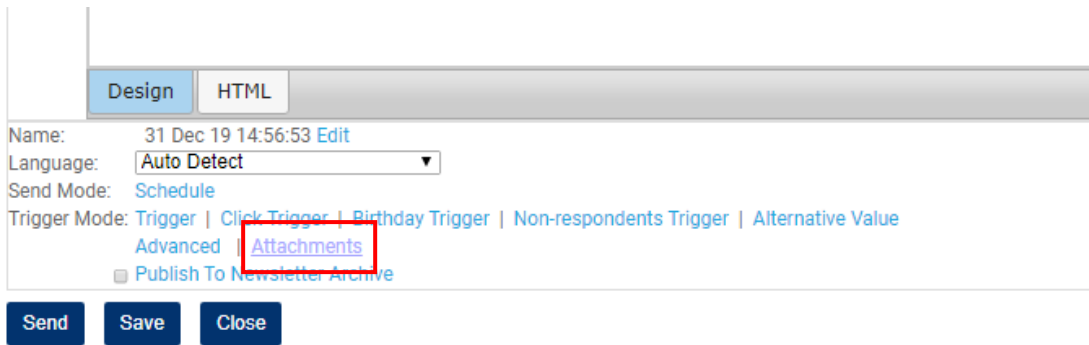 Design HTML
Name: 31 Dec 19 14:56:53 Edit
Language: Auto Detect
Send Mode: Schedule
Trigger Mode: Trigger | Click Trigger | Birthday Trigger | Non-respondents Trigger | Alternative Value
Advanced | Attachments
Publish To Newsletter Archive
Send Save Close